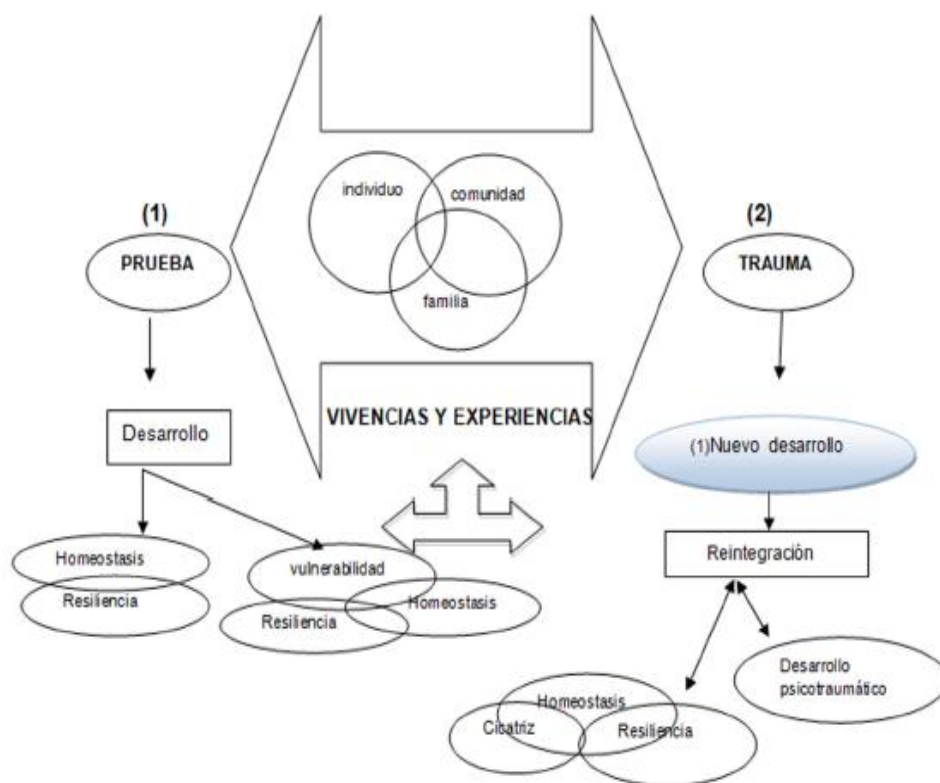 individuo
comunidad
familia
(1)
PRUEBA
(2)
TRAUMA
VIVENCIAS Y EXPERIENCIAS
Desarrollo
(1)Nuevo desarrollo
Homeostasis
Resiliencia
vulnerabilidad
Homeostasis
Resiliencia
Reintegración
Desarrollo
psicotraumático
Homeostasis
Cicatriz
Resiliencia